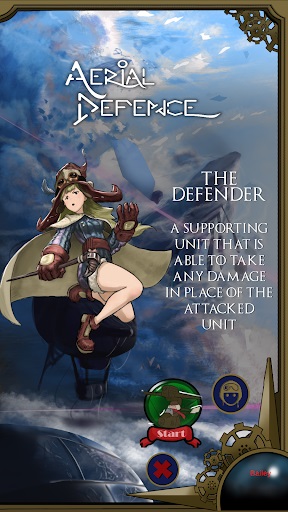 AERIAL
DEFENCE
THE
DEFENDER
A SUPPORTING
UNIT THAT IS
ABLE TO TAKE
ANY DAMAGE
IN PLACE OF THE
ATTACKED
UNIT
Start